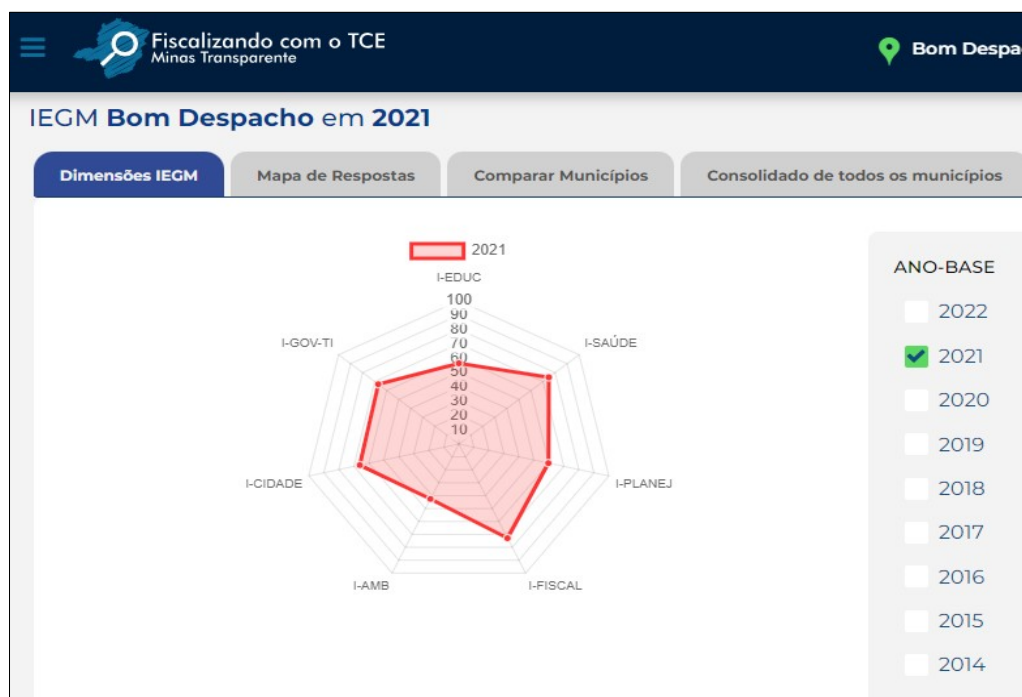 Fiscalizando com o TCE
Minas Transparente
Bom Despa
IEGM Bom Despacho em 2021
Dimensões IEGM
Mapa de Respostas
Comparar Municípios
Consolidado de todos os municípios
2021
I-EDUC
100
90
80
70
60
50
40
30
20
10
I-GOV-TI
I-SAÚDE
I-CIDADE
I-PLANEJ
I-AMB
I-FISCAL
ANO-BASE
2022
2021
2020
2019
2018
2017
2016
2015
2014